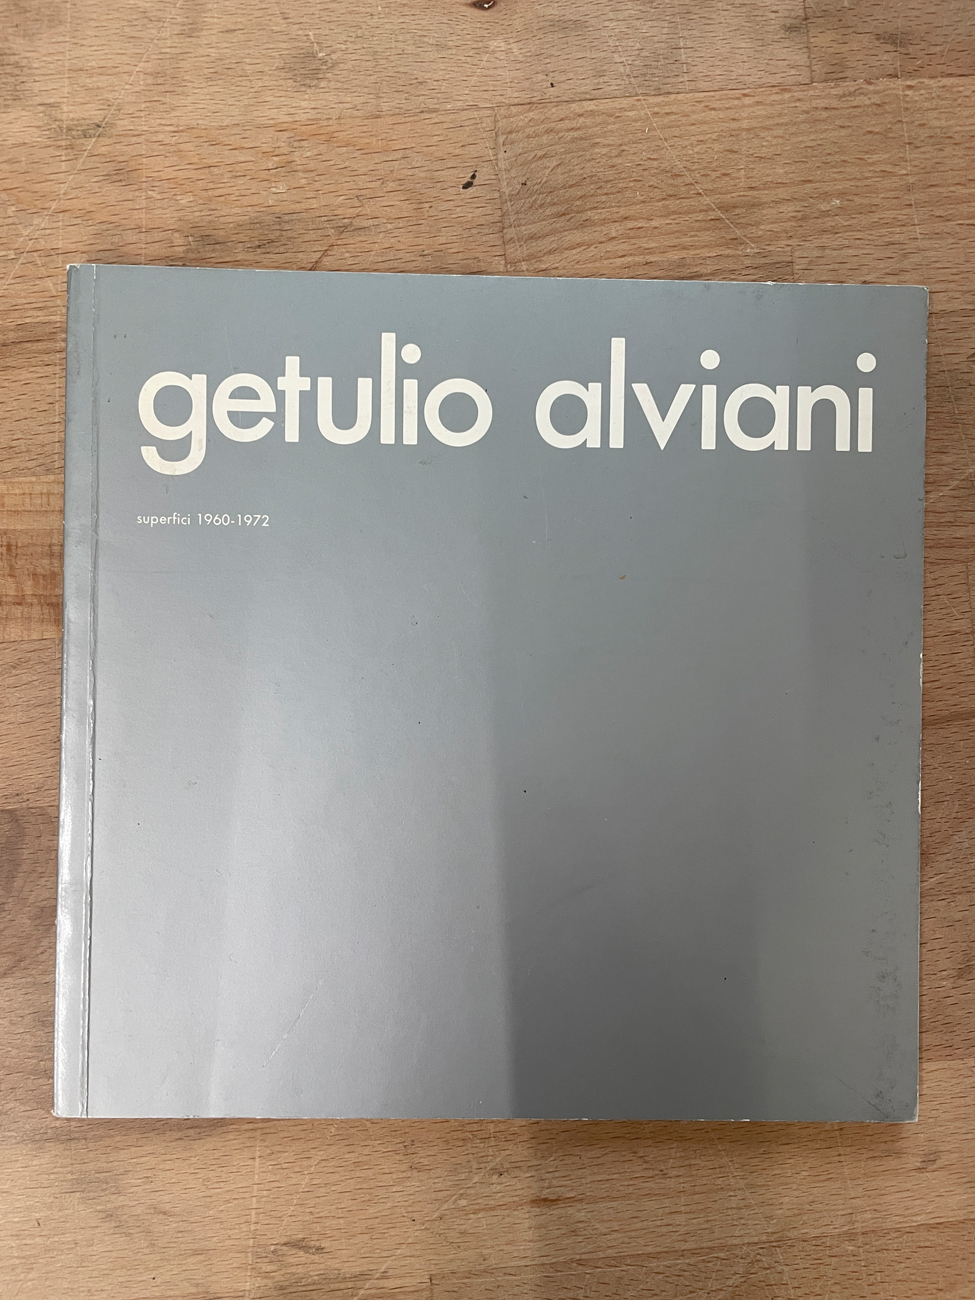 getulio alviani
superfici 1960-1972